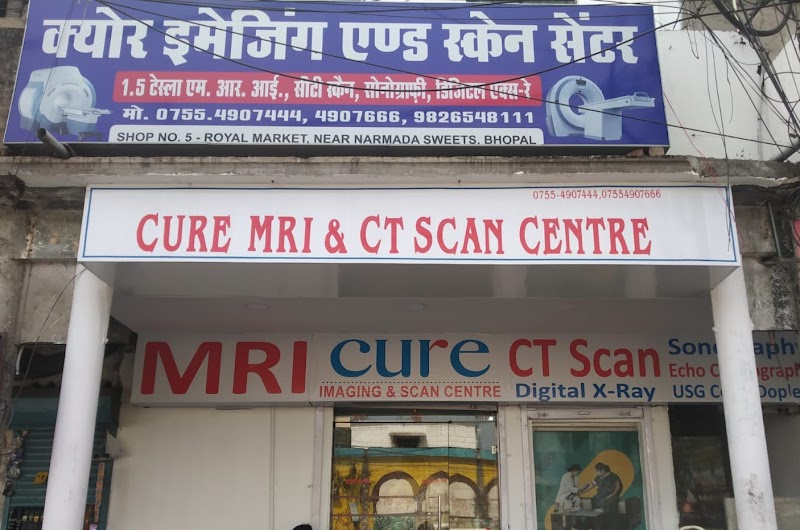 क्योर इमेजिंग एण्ड स्केन सेंटर
1.5 टेस्ला एम. आर. आई., सीटी स्कैन, सोनोग्राफ़ी, डिजिटल एक्स-रे
मो. 0755.4907444, 4907666, 9826548111
SHOP NO. 5 - ROYAL MARKET, NEAR NARMADA SWEETS, BHOPAL
0755-4907444,07554907666
CURE MRI & CT SCAN CENTRE
MRI cure CT Scan
IMAGING & SCAN CENTRE Digital X-Ray
Echo
USG